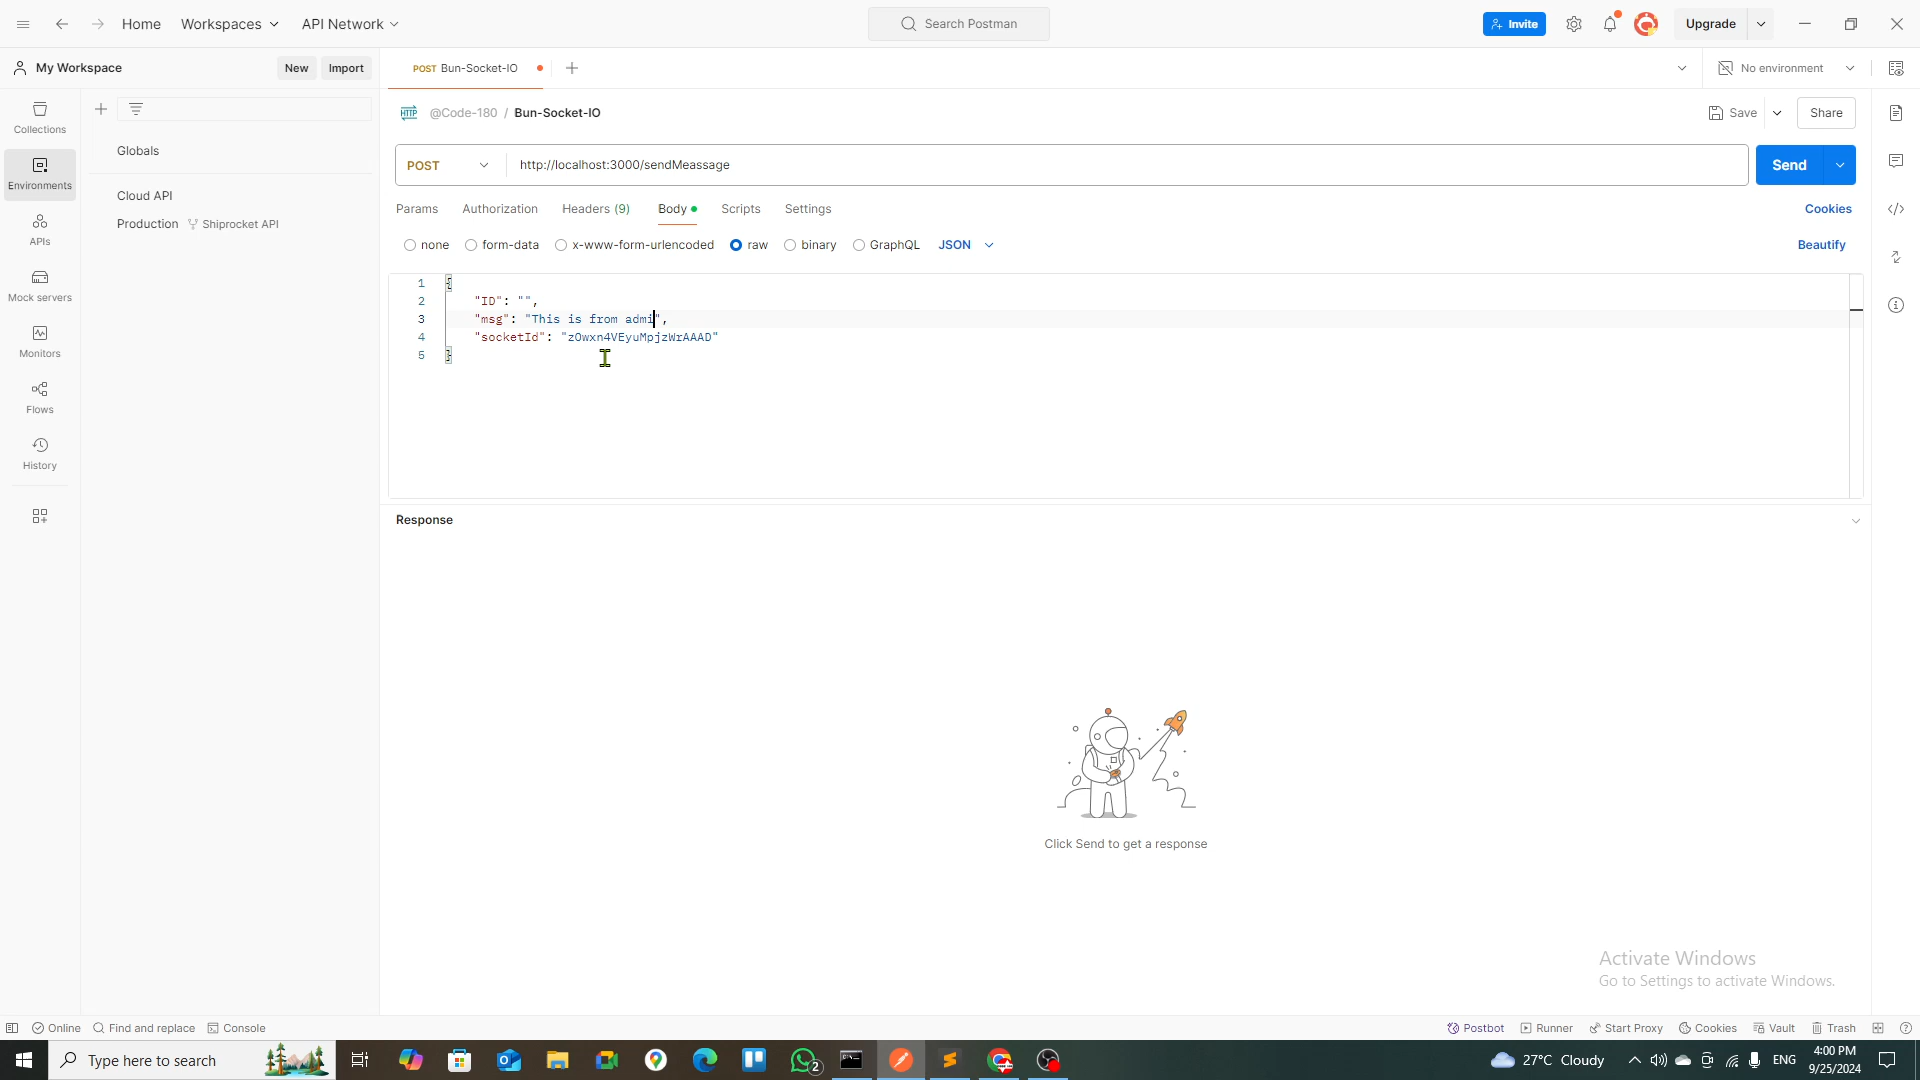 Home Workspaces API Network Search Postman Invite Upgrade
My Workspace New Import POST Bun-Socket-IO No environment
HTTP @Code-180 / Bun-Socket-IO Save Share
Collections
Globals
POST http://localhost:3000/sendMeassage Send
Environments
Cloud API
Production Shiprocket API
Params Authorization Headers (9) Body Scripts Settings Cookies
APIs
none form-data x-www-form-urlencoded raw binary GraphQL JSON Beautify
Mock servers
1 {
2 "ID": "",
3 "msg": "This is from admi",
4 "socketId": "zOwxn4VEyuMpjzWrAAAD"
5 }
Monitors
Flows
History
Response
Click Send to get a response
Activate Windows
Go to Settings to activate Windows.
Online Find and replace Console Postbot Runner Start Proxy Cookies Vault Trash
Type here to search 2 27°C Cloudy ENG 4:00 PM
9/25/2024